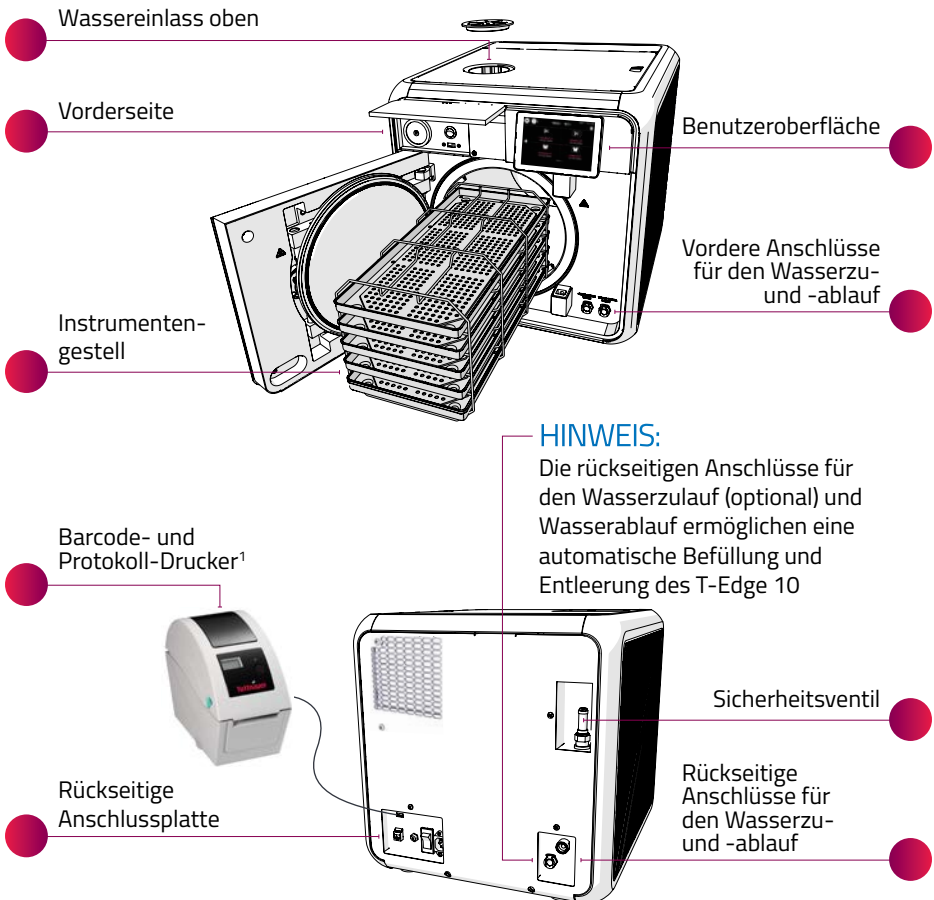 Wassereinlass oben
Vorderseite
Benutzeroberfläche
Vordere Anschlüsse
für den Wasserzu-
und -ablauf
Instrumenten-
gestell
HINWEIS:
Die rückseitigen Anschlüsse für
den Wasserzulauf (optional) und
Wasserablauf ermöglichen eine
automatische Befüllung und
Entleerung des T-Edge 10
Barcode- und
Protokoll-Drucker¹
Sicherheitsventil
Rückseitige
Anschlussplatte
Rückseitige
Anschlüsse für
den Wasserzu-
und -ablauf